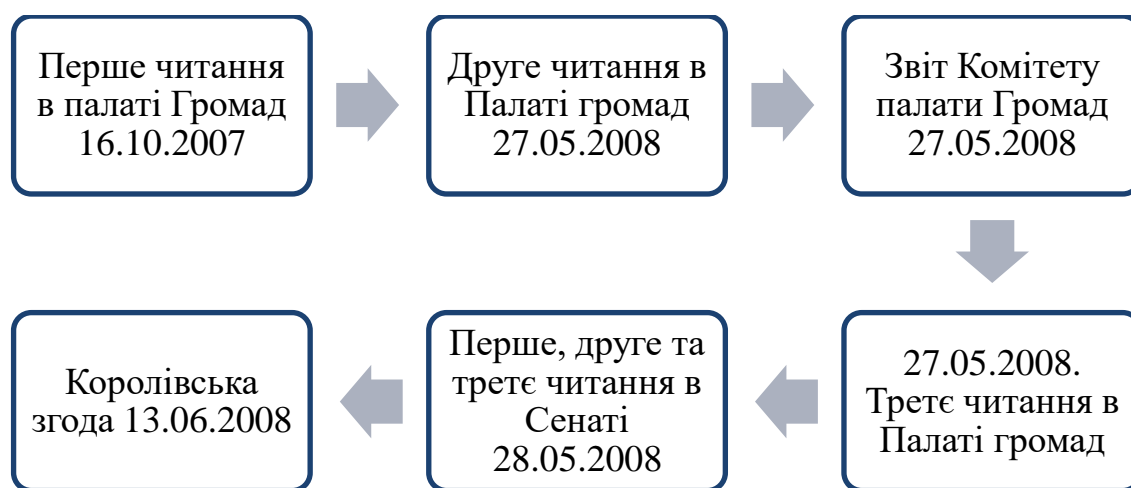 Перше читання
в палаті Громад
16.10.2007
Друге читання в
Палаті громад
27.05.2008
Звіт Комітету
палати Громад
27.05.2008
27.05.2008.
Третє читання в
Палаті громад
Перше, друге та
третє читання в
Сенаті
28.05.2008
Королівська
згода 13.06.2008